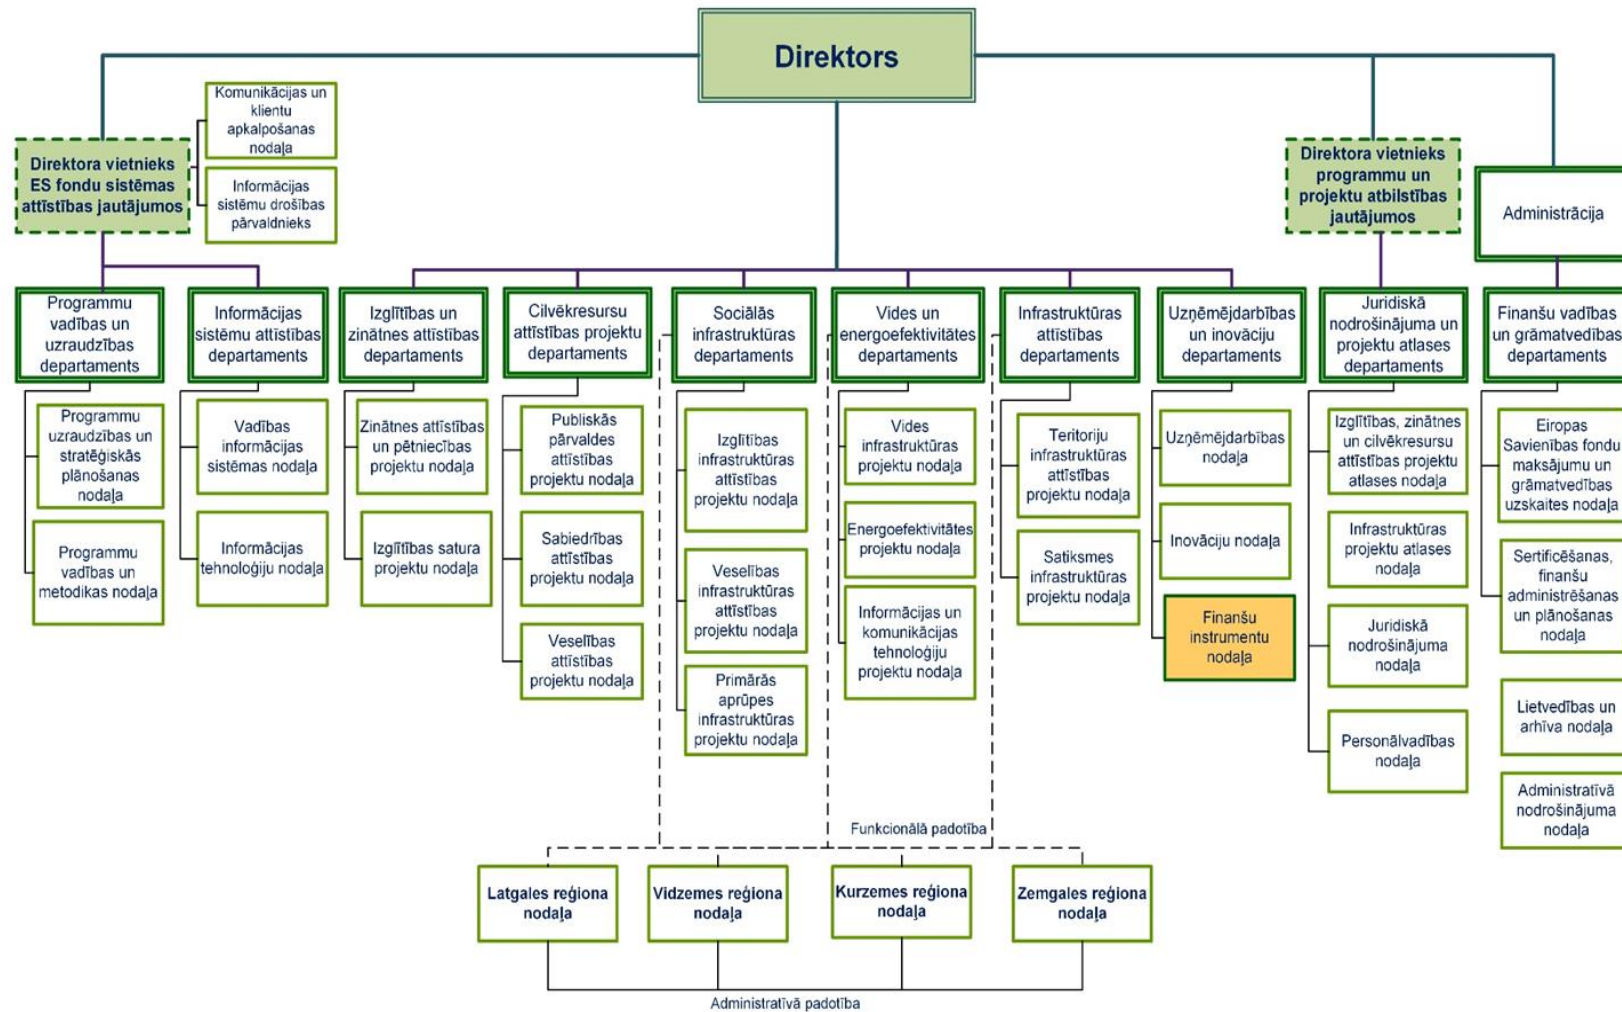 Direktors
Komunikācijas un
klientu
apkalpošanas
nodaļa
Direktora vietnieks
ES fondu sistēmas
attīstības jautājumos
Informācijas
sistēmu drošības
pārvaldnieks
Direktora vietnieks
programmu un
projektu atbilstības
jautājumos
Administrācija
Programmu
vadības un
uzraudzības
departaments
Informācijas
sistēmu attīstības
departaments
Izglītības un
zinātnes attīstības
departaments
Cilvēkresursu
attīstības projektu
departaments
Sociālās
infrastruktūras
departaments
Vides un
energoefektivitātes
departaments
Infrastruktūras
attīstības
departaments
Uzņēmējdarbības
un inovāciju
departaments
Juridiskā
nodrošinājuma un
projektu atlases
departaments
Finanšu vadības
un grāmatvedības
departaments
Programmu
uzraudzības un
stratēģiskās
plānošanas
nodaļa
Programmu
vadības un
metodikas nodaļa
Vadības
informācijas
sistēmas nodaļa
Informācijas
tehnoloģiju nodaļa
Zinātnes attīstības
un pētniecības
projektu nodaļa
Izglītības satura
projektu nodaļa
Publiskās
pārvaldes
attīstības
projektu nodaļa
Sabiedrības
attīstības
projektu nodaļa
Veselības
attīstības
projektu nodaļa
Izglītības
infrastruktūras
attīstības
projektu nodaļa
Veselības
infrastruktūras
attīstības
projektu nodaļa
Primārās
aprūpes
infrastruktūras
projektu nodaļa
Vides
infrastruktūras
projektu nodaļa
Energoefektivitātes
projektu nodaļa
Informācijas un
komunikācijas
tehnoloģiju
projektu nodaļa
Teritoriju
infrastruktūras
attīstības
projektu nodaļa
Satiksmes
infrastruktūras
projektu nodaļa
Uzņēmējdarbības
nodaļa
Inovāciju nodaļa
Finanšu
instrumentu
nodaļa
Izglītības, zinātnes
un cilvēkresursu
attīstības projektu
atlases nodaļa
Infrastruktūras
projektu atlases
nodaļa
Juridiskā
nodrošinājuma
nodaļa
Personālvadības
nodaļa
Eiropas
Savienības fondu
maksājumu un
grāmatvedības
uzskaites nodaļa
Sertificēšanas,
finanšu
administrēšanas
un plānošanas
nodaļa
Lietvedības un
arhīva nodaļa
Administratīvā
nodrošinājuma
nodaļa
Funkcionālā padotība
Latgales reģiona
nodaļa
Vidzemes reģiona
nodaļa
Kurzemes reģiona
nodaļa
Zemgales reģiona
nodaļa
Administratīvā padotība